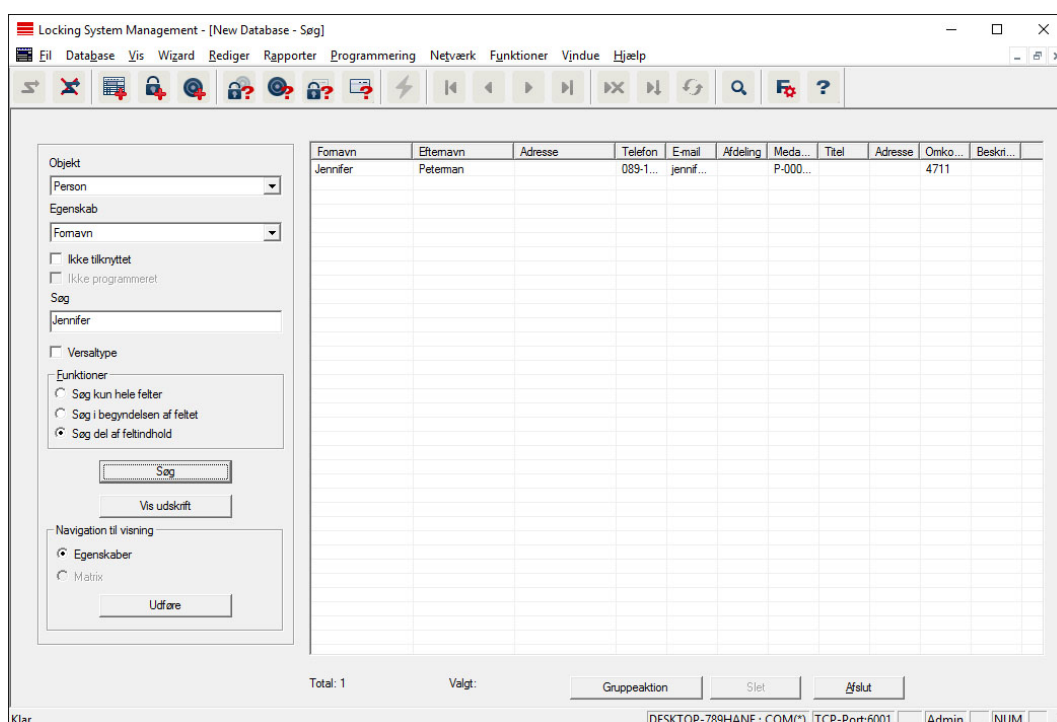 Locking System Management - [New Database - Søg]
Fil Database Vis Wizard Rediger Rapporter Programmering Netværk Funktioner Vindue Hjælp
Objekt
Person
Egenskab
Fornavn
Ikke tilknyttet
Ikke programmeret
Søg
Jennifer
Versaltype
Funktioner
Søg kun hele felter
Søg i begyndelsen af feltet
Søg del af feltindhold
Søg
Vis udskrift
Navigation til visning
Egenskaber
Matrix
Udføre
Fornavn Efternavn Adresse Telefon E-mail Afdeling Meda... Titel Adresse Omko... Beskri...
Jennifer Peterman 089-1... jennif... P-000... 4711
Total: 1 Valgt:
Gruppeaktion Slet Afslut
Klar DESKTOP-789HANF : COM(*) TCP-Port:6001 Admin NUM